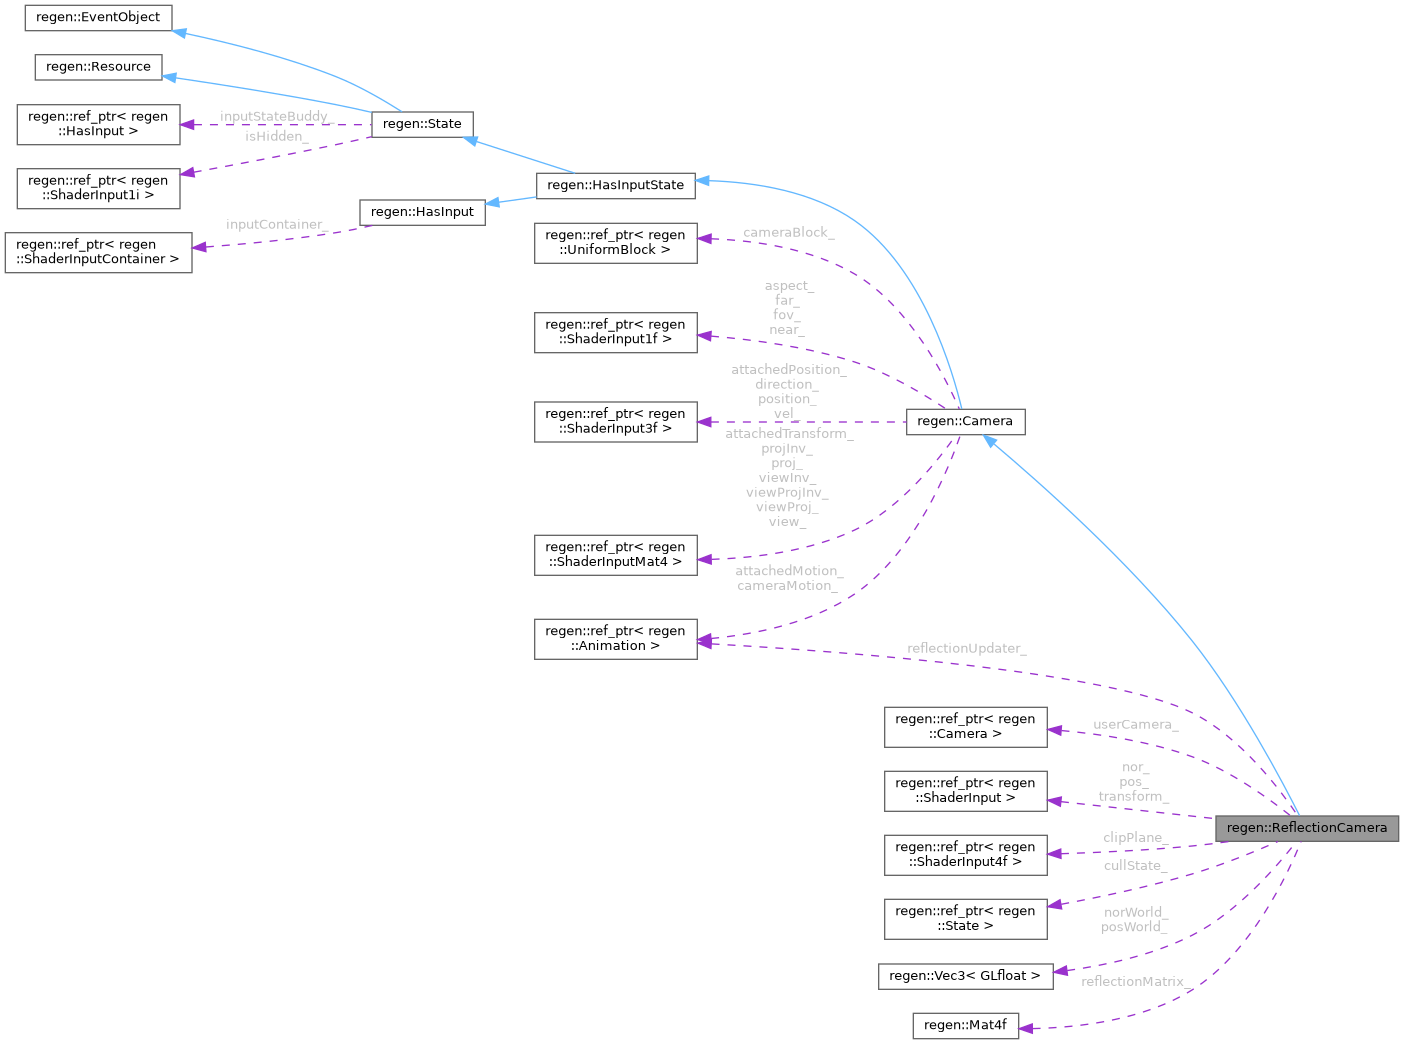 regen::EventObject
regen::Resource
regen::ref_ptr< regen
::HasInput >
inputStateBuddy_
regen::State
isHidden_
regen::ref_ptr< regen
::ShaderInput1i >
regen::HasInputState
regen::HasInput
inputContainer_
regen::ref_ptr< regen
::ShaderInputContainer >
regen::ref_ptr< regen
::UniformBlock >
cameraBlock_
aspect_
far_
fov_
near_
regen::ref_ptr< regen
::ShaderInput1f >
attachedPosition_
direction_
position_
vel_
regen::ref_ptr< regen
::ShaderInput3f >
regen::Camera
attachedTransform_
projInv_
proj_
viewInv_
viewProjInv_
viewProj_
view_
regen::ref_ptr< regen
::ShaderInputMat4 >
attachedMotion_
cameraMotion_
regen::ref_ptr< regen
::Animation >
reflectionUpdater_
regen::ref_ptr< regen
::Camera >
userCamera_
nor_
pos_
transform_
regen::ref_ptr< regen
::ShaderInput >
regen::ReflectionCamera
clipPlane_
regen::ref_ptr< regen
::ShaderInput4f >
cullState_
regen::ref_ptr< regen
::State >
norWorld_
posWorld_
regen::Vec3< GLfloat >
reflectionMatrix_
regen::Mat4f